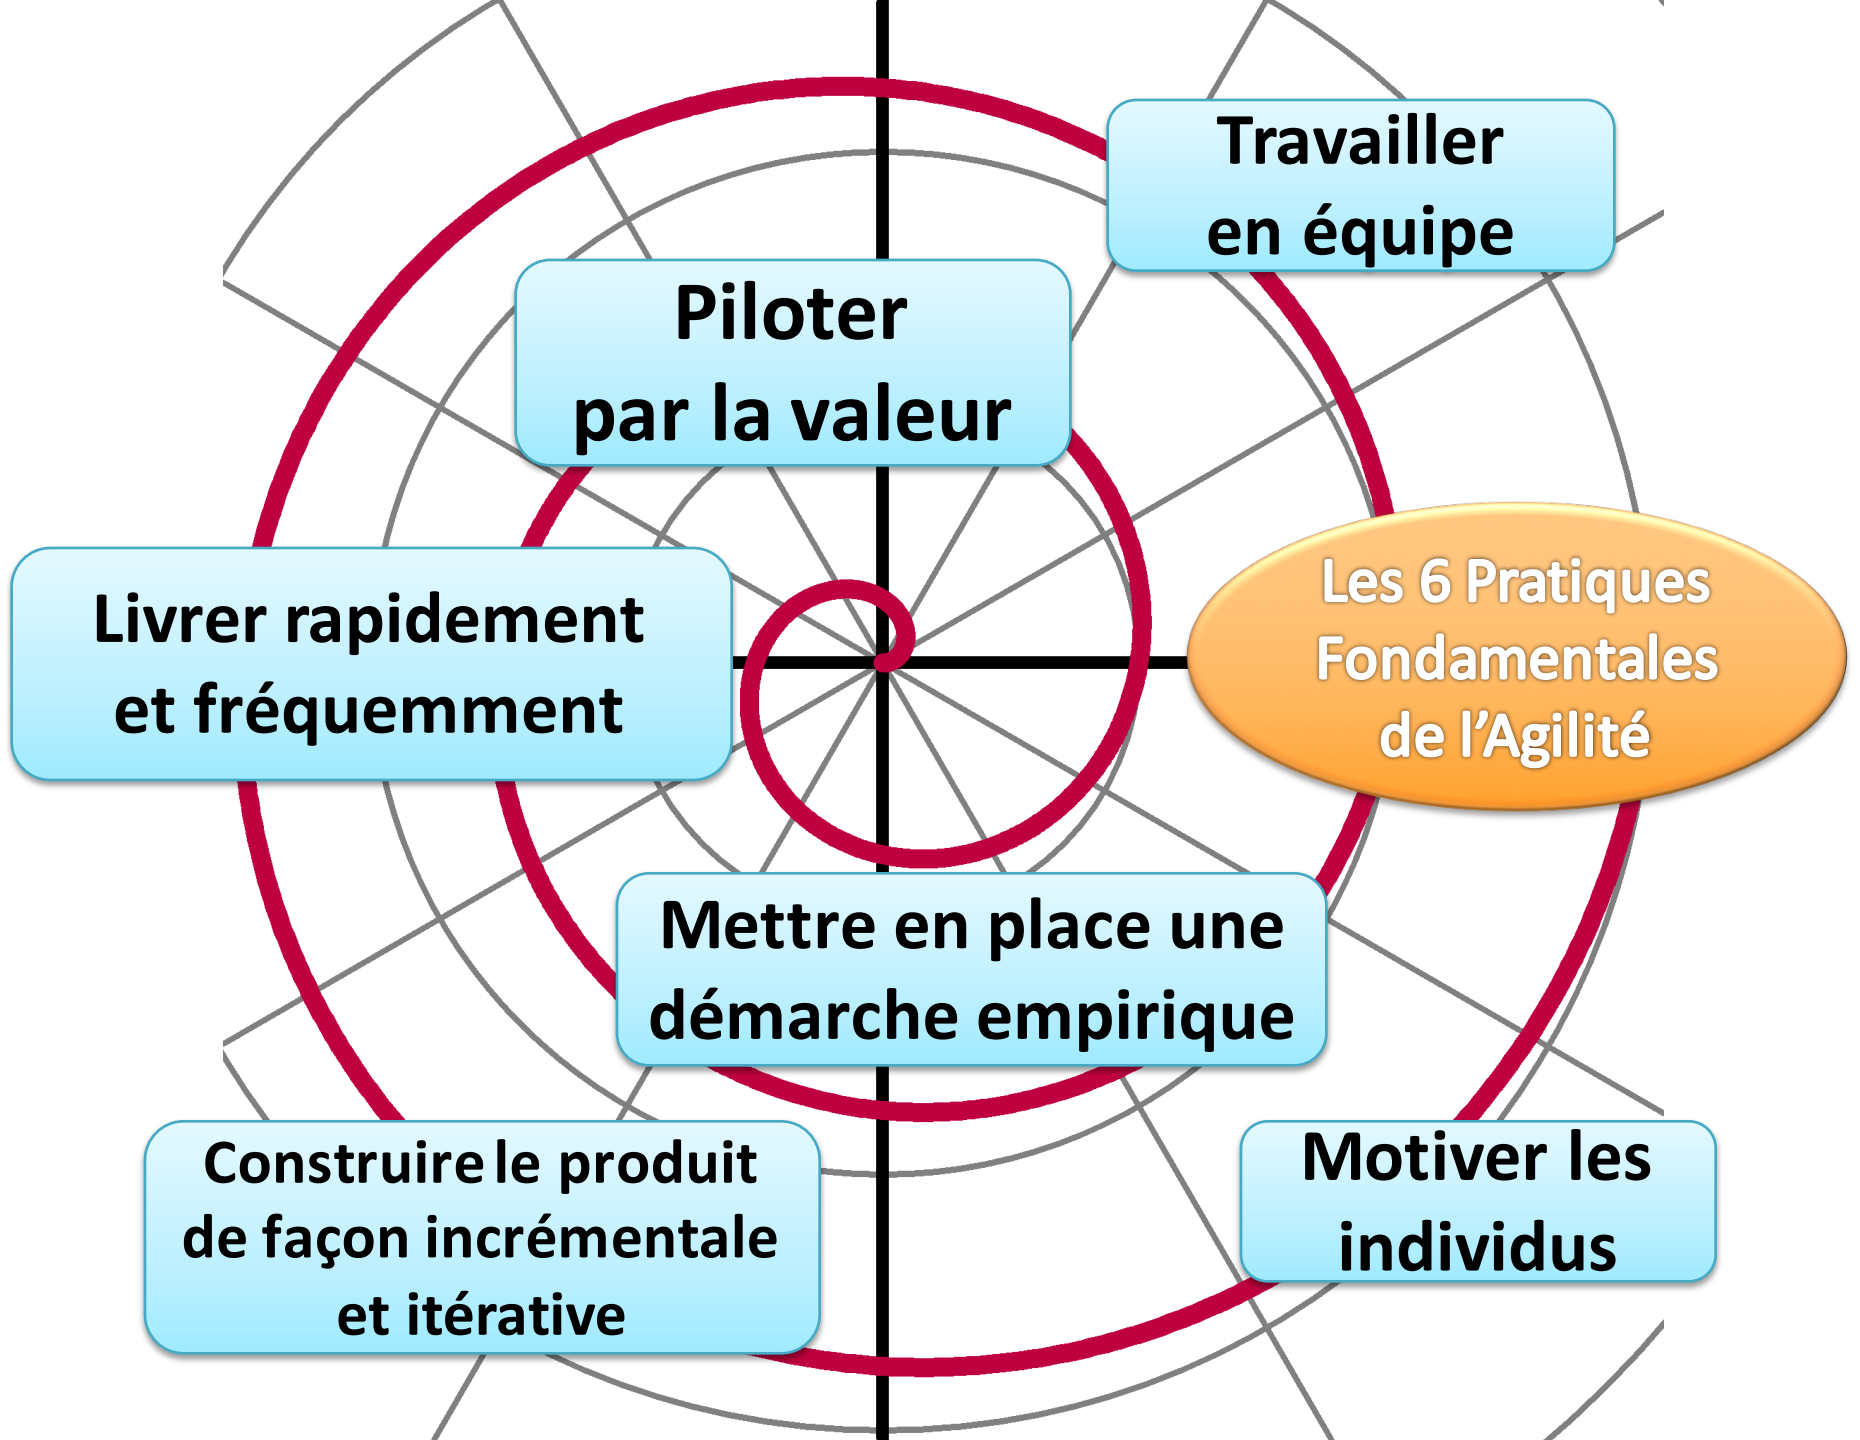 Travailler
en équipe
Piloter
par la valeur
Les 6 Pratiques
Fondamentales
de l’Agilité
Livrer rapidement
et fréquemment
Mettre en place une
démarche empirique
Construire le produit
de façon incrémentale
et itérative
Motiver les
individus